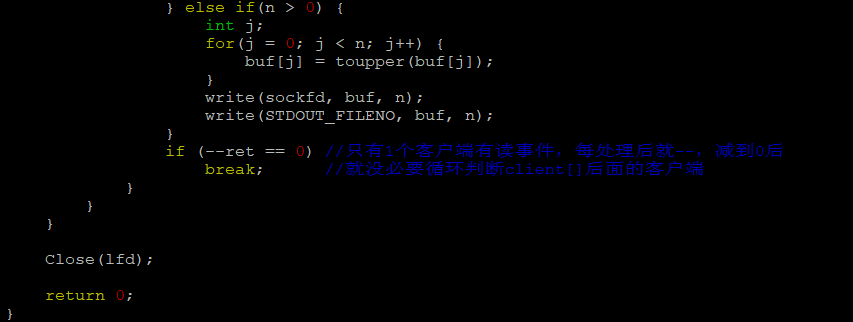 } else if(n > 0) {
int j;
for(j = 0; j < n; j++) {
buf[j] = toupper(buf[j]);
}
write(sockfd, buf, n);
write(STDOUT_FILENO, buf, n);
}
if (--ret == 0) //只有1个客户端有读事件，每处理后就--，减到0后
break; //就没必要循环判断client[]后面的客户端
}
}
}
Close(lfd);
return 0;
}